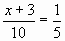 (x + 3)/10 = 1/5